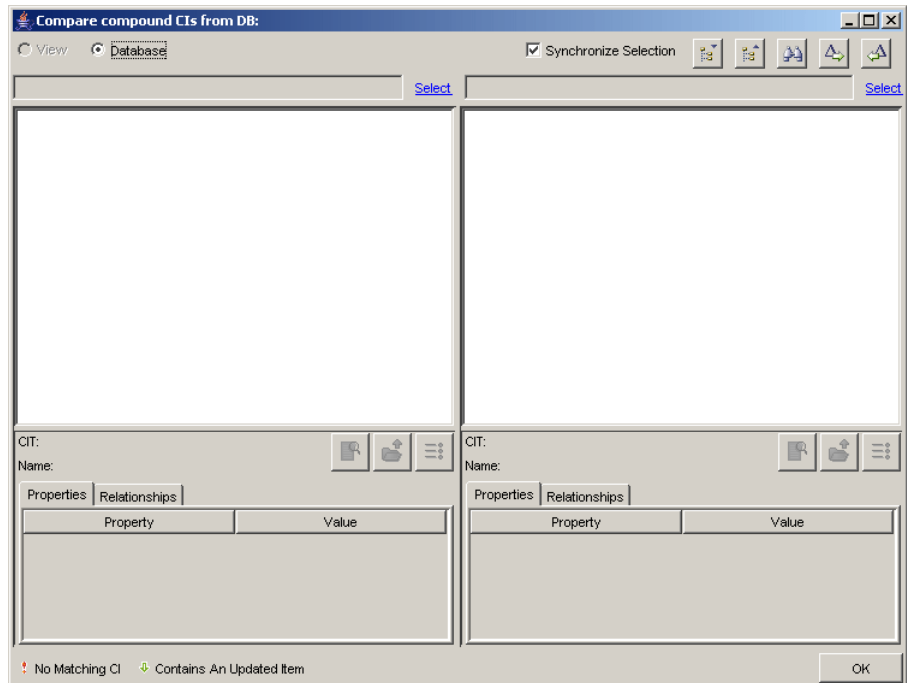 Compare compound CIs from DB:
View Database Synchronize Selection
Select Select
CIT: CIT:
Name: Name:
Properties Relationships Properties Relationships
Property Value Property Value
No Matching CI Contains An Updated Item OK